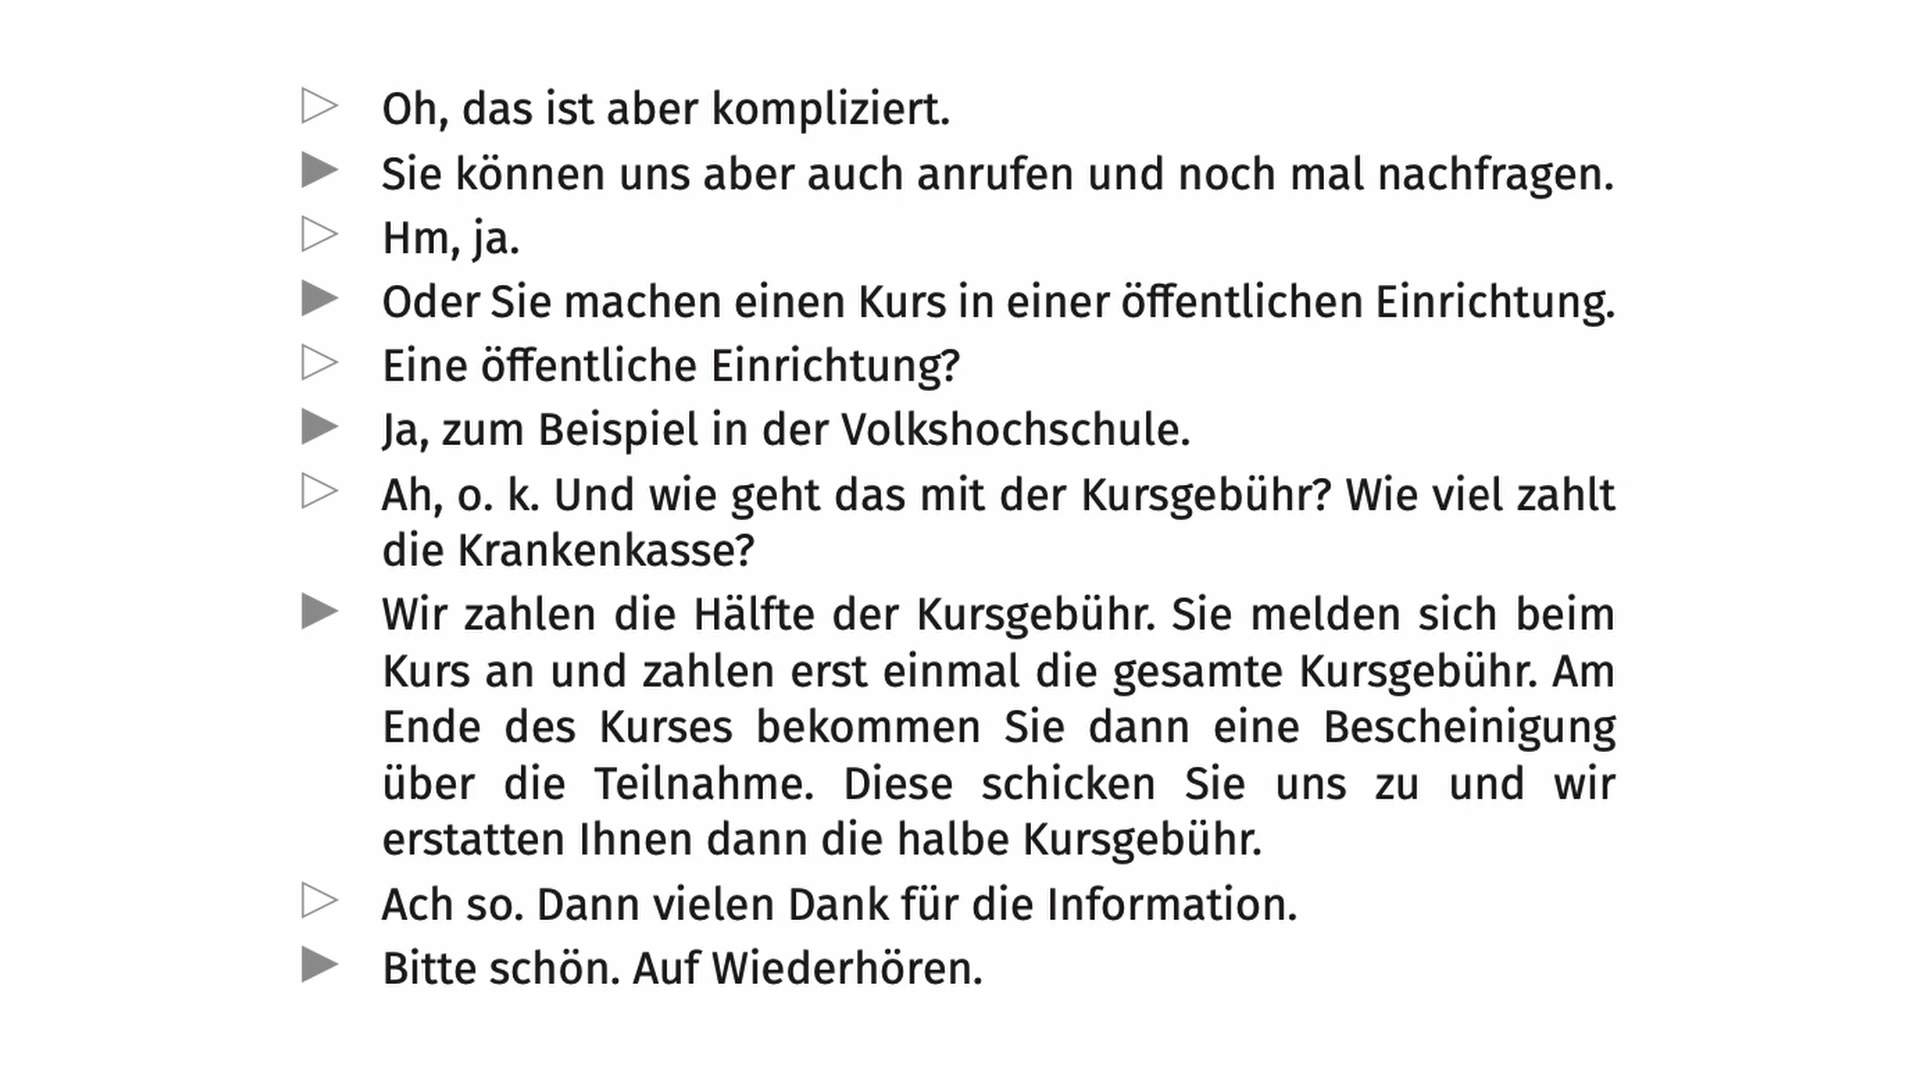 Oh, das ist aber kompliziert.
Sie können uns aber auch anrufen und noch mal nachfragen.
Hm, ja.
Oder Sie machen einen Kurs in einer öffentlichen Einrichtung.
Eine öffentliche Einrichtung?
Ja, zum Beispiel in der Volkshochschule.
Ah, o. k. Und wie geht das mit der Kursgebühr? Wie viel zahlt
die Krankenkasse?
Wir zahlen die Hälfte der Kursgebühr. Sie melden sich beim
Kurs an und zahlen erst einmal die gesamte Kursgebühr. Am
Ende des Kurses bekommen Sie dann eine Bescheinigung
über die Teilnahme. Diese schicken Sie uns zu und wir
erstatten Ihnen dann die halbe Kursgebühr.
Ach so. Dann vielen Dank für die Information.
Bitte schön. Auf Wiederhören.